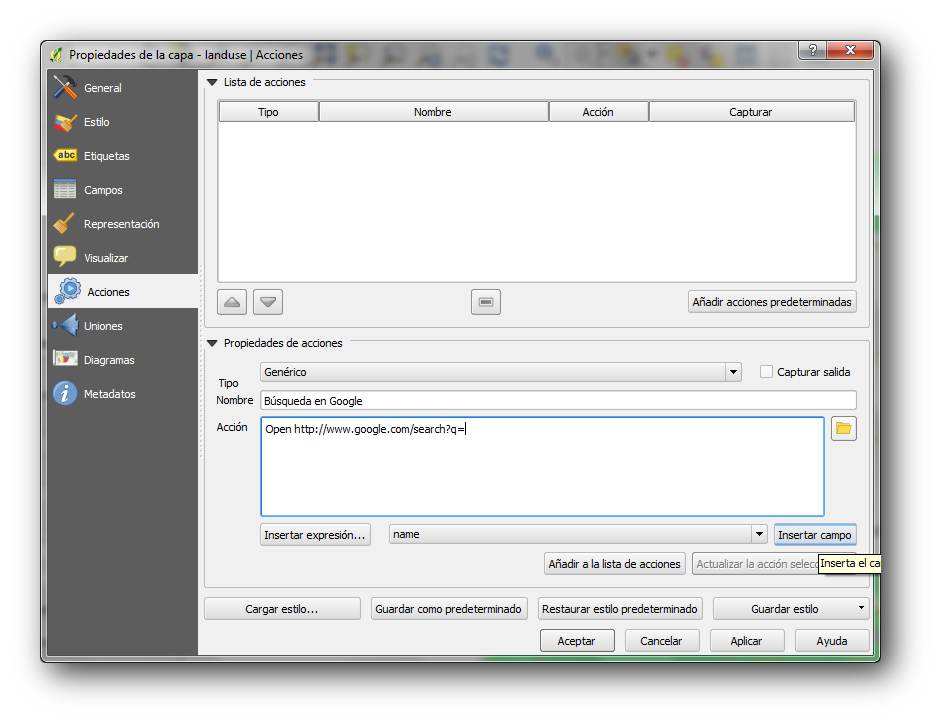 Propiedades de la capa - landuse | Acciones
General
Estilo
abc Etiquetas
Campos
Representación
Visualizar
Acciones
Uniones
Diagramas
Metadatos
Lista de acciones
Tipo Nombre Acción Capturar
Añadir acciones predeterminadas
Propiedades de acciones
Tipo Genérico Capturar salida
Nombre Búsqueda en Google
Acción Open http://www.google.com/search?q=
Insertar expresión... name Insertar campo
Añadir a la lista de acciones Actualizar la acción selecc
Inserta el ca
Cargar estilo... Guardar como predeterminado Restaurar estilo predeterminado Guardar estilo
Aceptar Cancelar Aplicar Ayuda